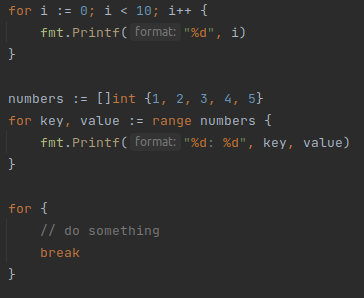 for i := 0; i < 10; i++ {
    fmt.Printf( format: "%d", i)
}
numbers := []int {1, 2, 3, 4, 5}
for key, value := range numbers {
    fmt.Printf( format: "%d: %d", key, value)
}
for {
    // do something
    break
}